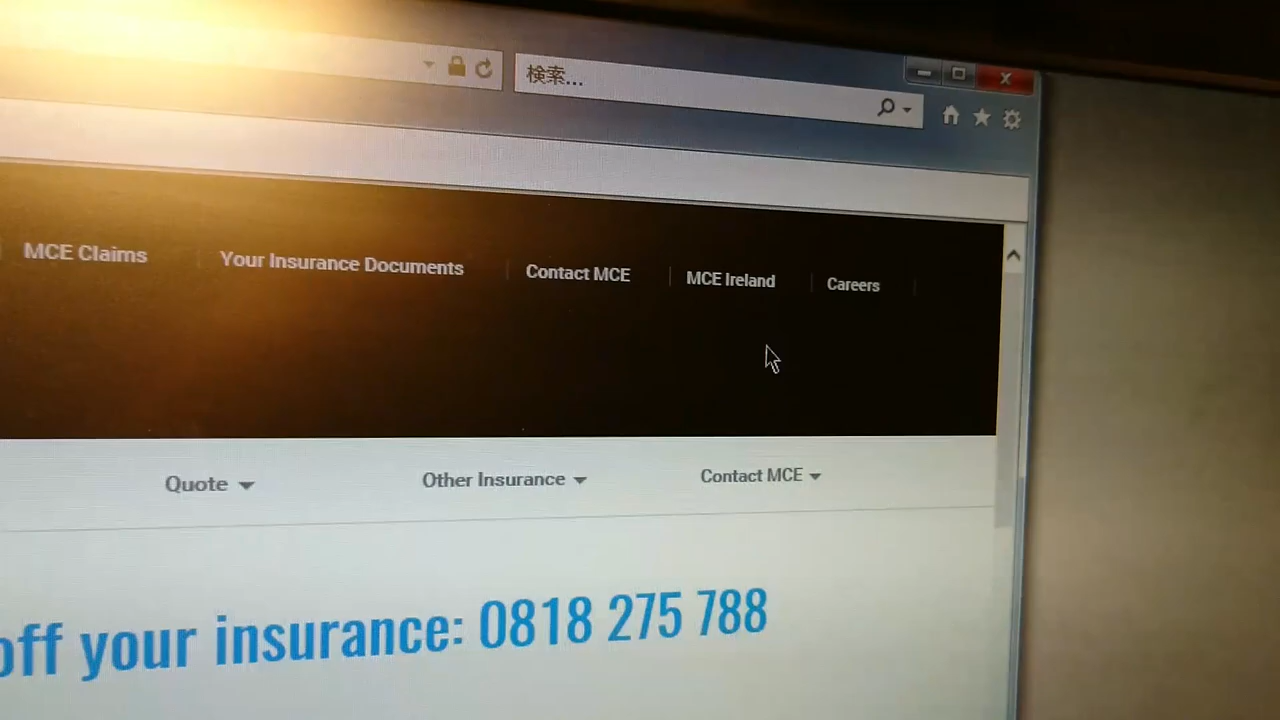 検索...
MCE Claims Your Insurance Documents Contact MCE MCE Ireland Careers
Quote Other Insurance Contact MCE
off your insurance: 0818 275 788